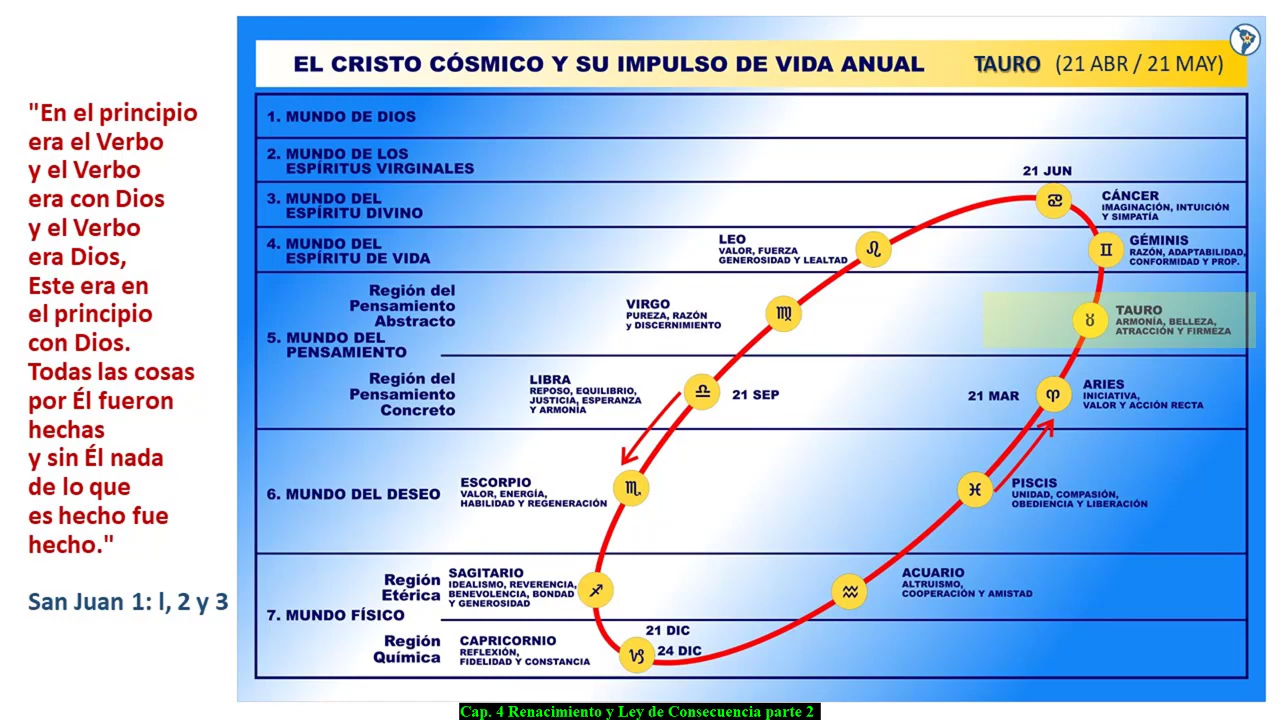 "En el principio
era el Verbo
y el Verbo
era con Dios
y el Verbo
era Dios,
Este era en
el principio
con Dios.
Todas las cosas
por Él fueron
hechas
y sin Él nada
de lo que
es hecho fue
hecho."
San Juan 1: l, 2 y 3
EL CRISTO CÓSMICO Y SU IMPULSO DE VIDA ANUAL
TAURO (21 ABR / 21 MAY)
1. MUNDO DE DIOS
2. MUNDO DE LOS
ESPÍRITUS VIRGINALES
3. MUNDO DEL
ESPÍRITU DIVINO
21 JUN
CÁNCER
IMAGINACIÓN, INTUICIÓN
Y SIMPATÍA
4. MUNDO DEL
ESPÍRITU DE VIDA
LEO
VALOR, FUERZA
GENEROSIDAD Y LEALTAD
GÉMINIS
RAZÓN, ADAPTABILIDAD,
CONFORMIDAD Y PROP.
Región del
Pensamiento
Abstracto
VIRGO
PUREZA, RAZÓN
y DISCERNIMIENTO
TAURO
ARMONÍA, BELLEZA,
ATRACCIÓN Y FIRMEZA
5. MUNDO DEL
PENSAMIENTO
Región del
Pensamiento
Concreto
LIBRA
REPOSO, EQUILIBRIO,
JUSTICIA, ESPERANZA
Y ARMONÍA
21 SEP
21 MAR
ARIES
INICIATIVA,
VALOR Y ACCIÓN RECTA
6. MUNDO DEL DESEO
ESCORPIO
VALOR, ENERGÍA,
HABILIDAD Y REGENERACIÓN
PISCIS
UNIDAD, COMPASIÓN,
OBEDIENCIA Y LIBERACIÓN
Región
Etérica
SAGITARIO
IDEALISMO, REVERENCIA,
BENEVOLENCIA, BONDAD
Y GENEROSIDAD
ACUARIO
ALTRUISMO,
COOPERACIÓN Y AMISTAD
7. MUNDO FÍSICO
Región
Química
CAPRICORNIO
REFLEXIÓN,
FIDELIDAD Y CONSTANCIA
21 DIC
24 DIC
Cap. 4 Renacimiento y Ley de Consecuencia parte 2